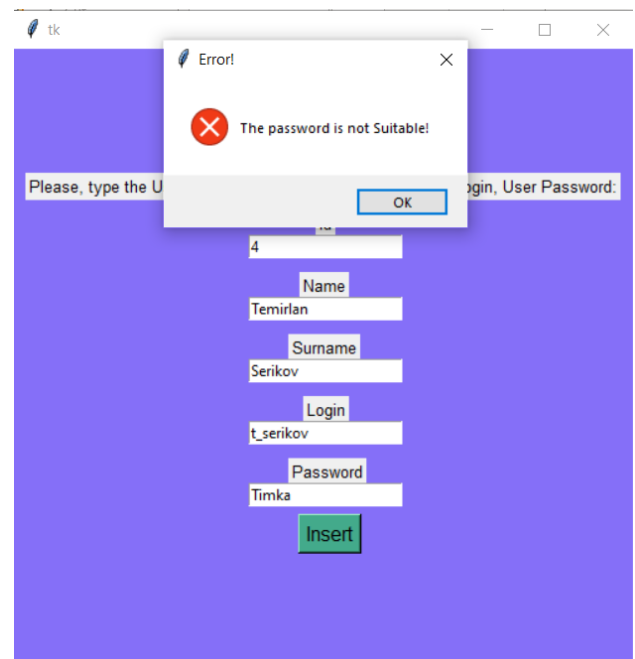 tk
Error!
The password is not Suitable!
OK
Please, type the User Password:
4
Name
Temirlan
Surname
Serikov
Login
t_serikov
Password
Timka
Insert